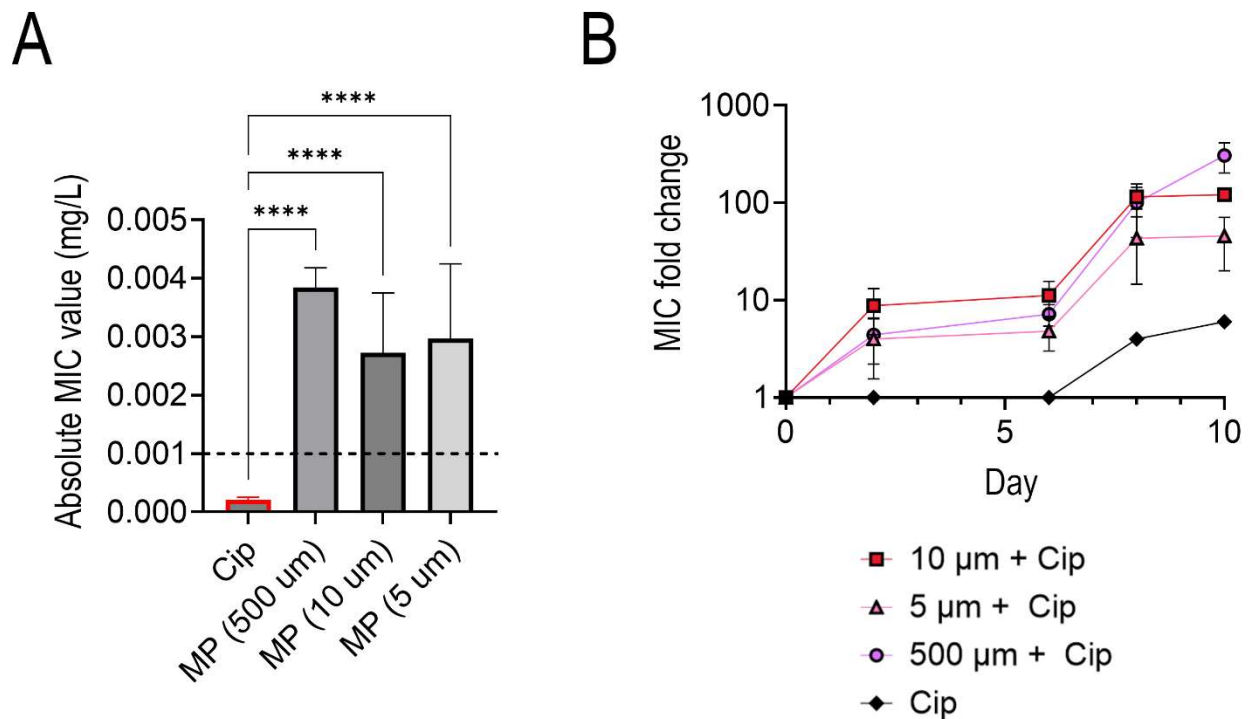 A
Absolute MIC value (mg/L)
0.005
0.004
0.003
0.002
0.001
0.000
****
****
****
Cip
MP (500 um)
MP (10 um)
MP (5 um)
B
MIC fold change
1000
100
10
1
0
5
10
Day
10 µm + Cip
5 µm + Cip
500 µm + Cip
Cip